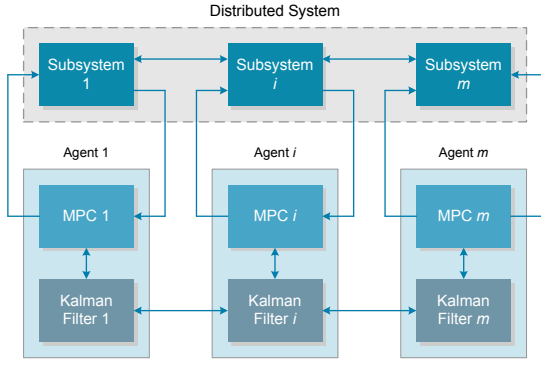 Distributed System
Subsystem
1
Subsystem
i
Subsystem
m
Agent 1
Agent i
Agent m
MPC 1
MPC i
MPC m
Kalman
Filter 1
Kalman
Filter i
Kalman
Filter m